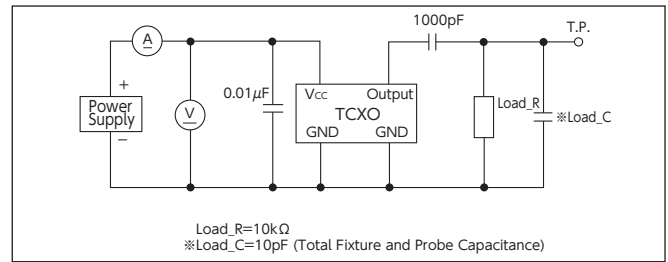 1000pF
T.P.
A
+
Power
Supply
−
V
0.01μF
Vcc Output
TCXO
GND GND
Load_R
※Load_C
Load_R=10kΩ
※Load_C=10pF (Total Fixture and Probe Capacitance)